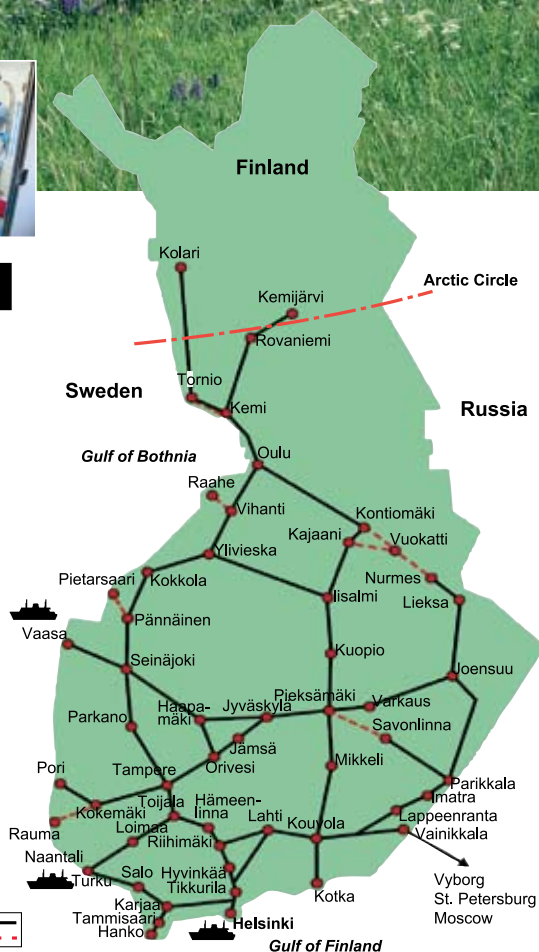 Finland
Kolari
Arctic Circle
Kemijärvi
Rovaniemi
Sweden
Tornio
Kemi
Russia
Gulf of Bothnia
Oulu
Raahe
Vihanti
Kontiomäki
Kajaani
Vuokatti
Ylivieska
Nurmes
Pietarsaari
Kokkola
Iisalmi
Lieksa
Pännäinen
Vaasa
Kuopio
Seinäjoki
Joensuu
Pieksämäki
Varkaus
Haapa-
mäki
Jyväskylä
Parkano
Savonlinna
Jämsä
Orivesi
Mikkeli
Pori
Tampere
Parikkala
Imatra
Toijala
Hämeen-
linna
Kokemäki
Lahti
Kouvola
Lappeenranta
Rauma
Loimaa
Riihimäki
Vainikkala
Naantali
Turku
Salo
Hyvinkää
Tikkurila
Vyborg
St. Petersburg
Moscow
Karjaa
Kotka
Tammisaari
Hanko
Helsinki
Gulf of Finland